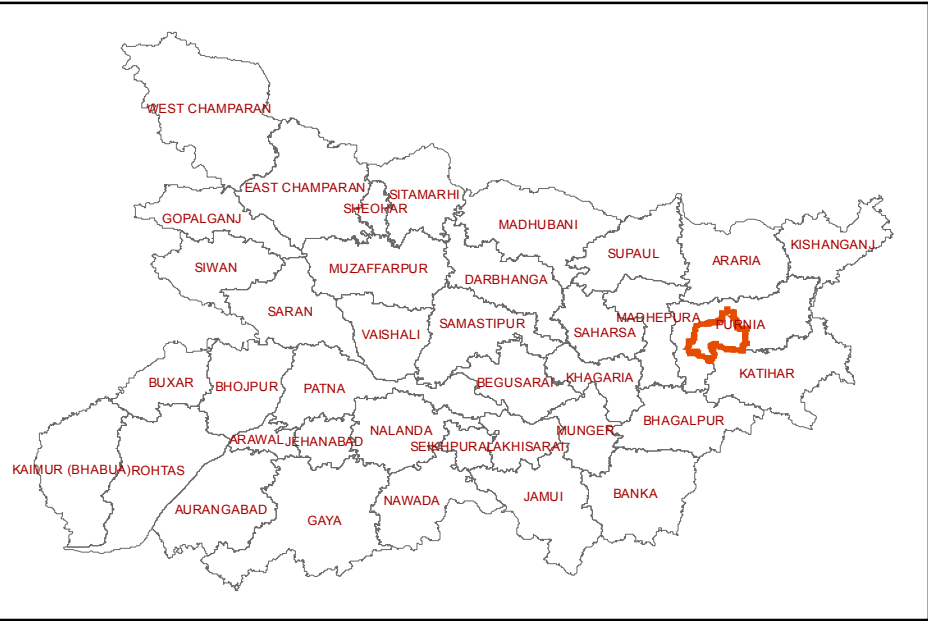 WEST CHAMPARAN
EAST CHAMPARAN
SITAMARHI
SHEOHAR
GOPALGANJ
MADHUBANI
KISHANGANJ
SUPAUL
ARARIA
SIWAN
MUZAFFARPUR
DARBHANGA
SARAN
MADHEPURA
PURNIA
SAMASTIPUR
SAHARSA
VAISHALI
KATIHAR
BUXAR
BHOJPUR
PATNA
BEGUSARAI
KHAGARIA
BHAGALPUR
NALANDA
MUNGER
ARAWAL
JEHANABAD
SEIKHPURA
LAKHISARAI
KAIMUR (BHABUA)
ROHTAS
JAMUI
BANKA
NAWADA
AURANGABAD
GAYA